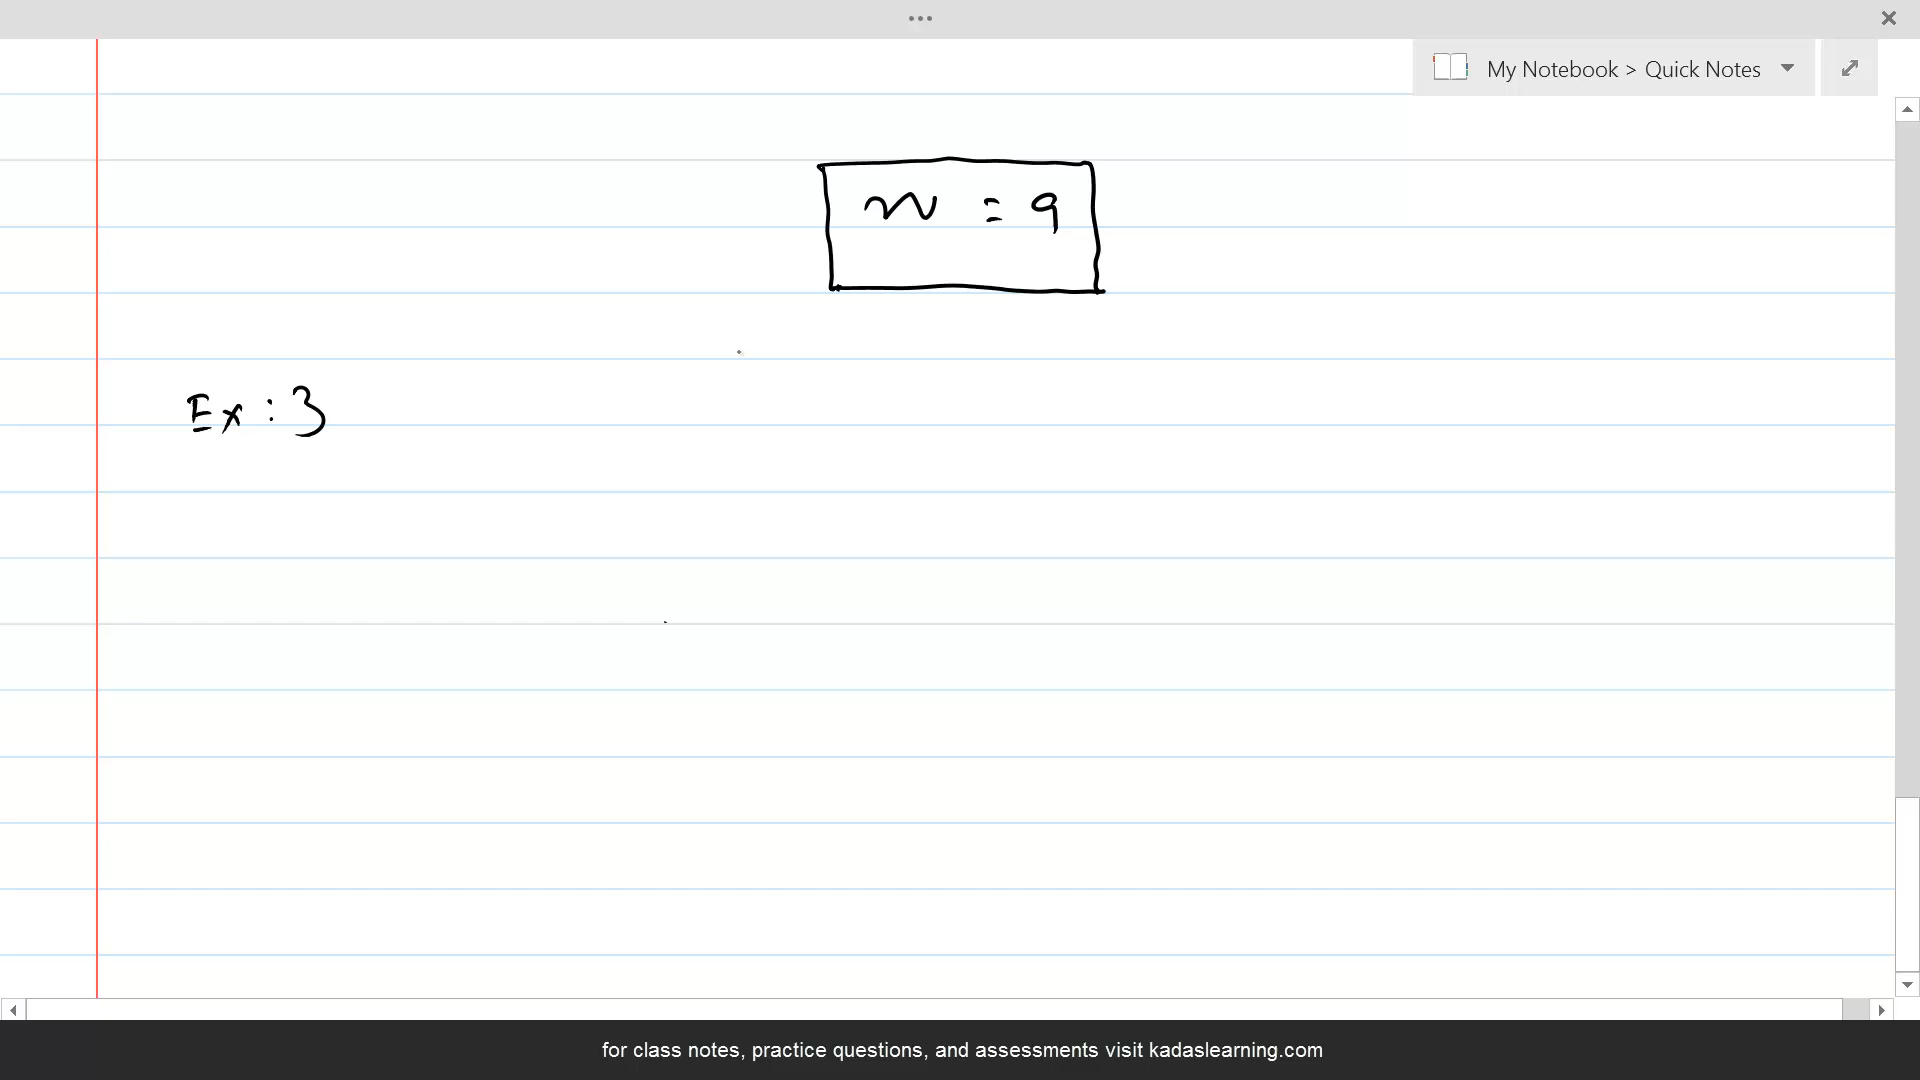 My Notebook > Quick Notes
n = 9
Ex : 3
for class notes, practice questions, and assessments visit kadaslearning.com